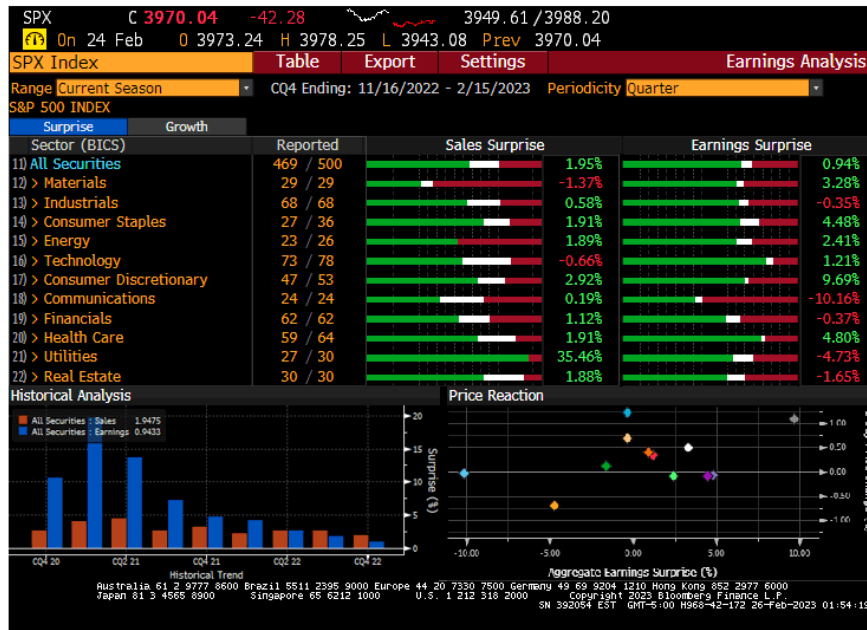 SPX C 3970.04 -42.28 3949.61/3988.20
On 24 Feb O 3973.24 H 3978.25 L 3943.08 Prev 3970.04
SPX Index Table Export Settings Earnings Analysis
Range Current Season CQ4 Ending: 11/16/2022 - 2/15/2023 Periodicity Quarter
S&P 500 INDEX
Surprise Growth
Sector (BICS) Reported Sales Surprise Earnings Surprise
11) All Securities 469 / 500 1.95% 0.94%
12) > Materials 29 / 29 -1.37% 3.28%
13) > Industrials 68 / 68 0.58% -0.35%
14) > Consumer Staples 27 / 36 1.91% 4.48%
15) > Energy 23 / 26 1.89% 2.41%
16) > Technology 73 / 78 -0.66% 1.21%
17) > Consumer Discretionary 47 / 53 2.92% 9.69%
18) > Communications 24 / 24 0.19% -10.16%
19) > Financials 62 / 62 1.12% -0.37%
20) > Health Care 59 / 64 1.91% 4.80%
21) > Utilities 27 / 30 35.46% -4.73%
22) > Real Estate 30 / 30 1.88% -1.65%
Historical Analysis Price Reaction
All Securities : Sales 1.9475
All Securities : Earnings 0.9433
20
15
10
5
0
Surprise (%)
CQ4 20 CQ2 21 CQ4 21 CQ2 22 CQ4 22
Historical Trend
1.00
0.50
0.00
-0.50
-1.00
-10.00 -5.00 0.00 5.00 10.00
Aggregate Earnings Surprise (%)
Australia 61 2 9777 8600 Brazil 5511 2395 9000 Europe 44 20 7330 7500 Germany 49 69 9204 1210 Hong Kong 852 2977 6000
Japan 81 3 4565 8900 Singapore 65 6212 1000 U.S. 1 212 318 2000 Copyright 2023 Bloomberg Finance L.P.
SN 392054 EST GMT-5:00 H968-42-172 26-Feb-2023 01:54:19